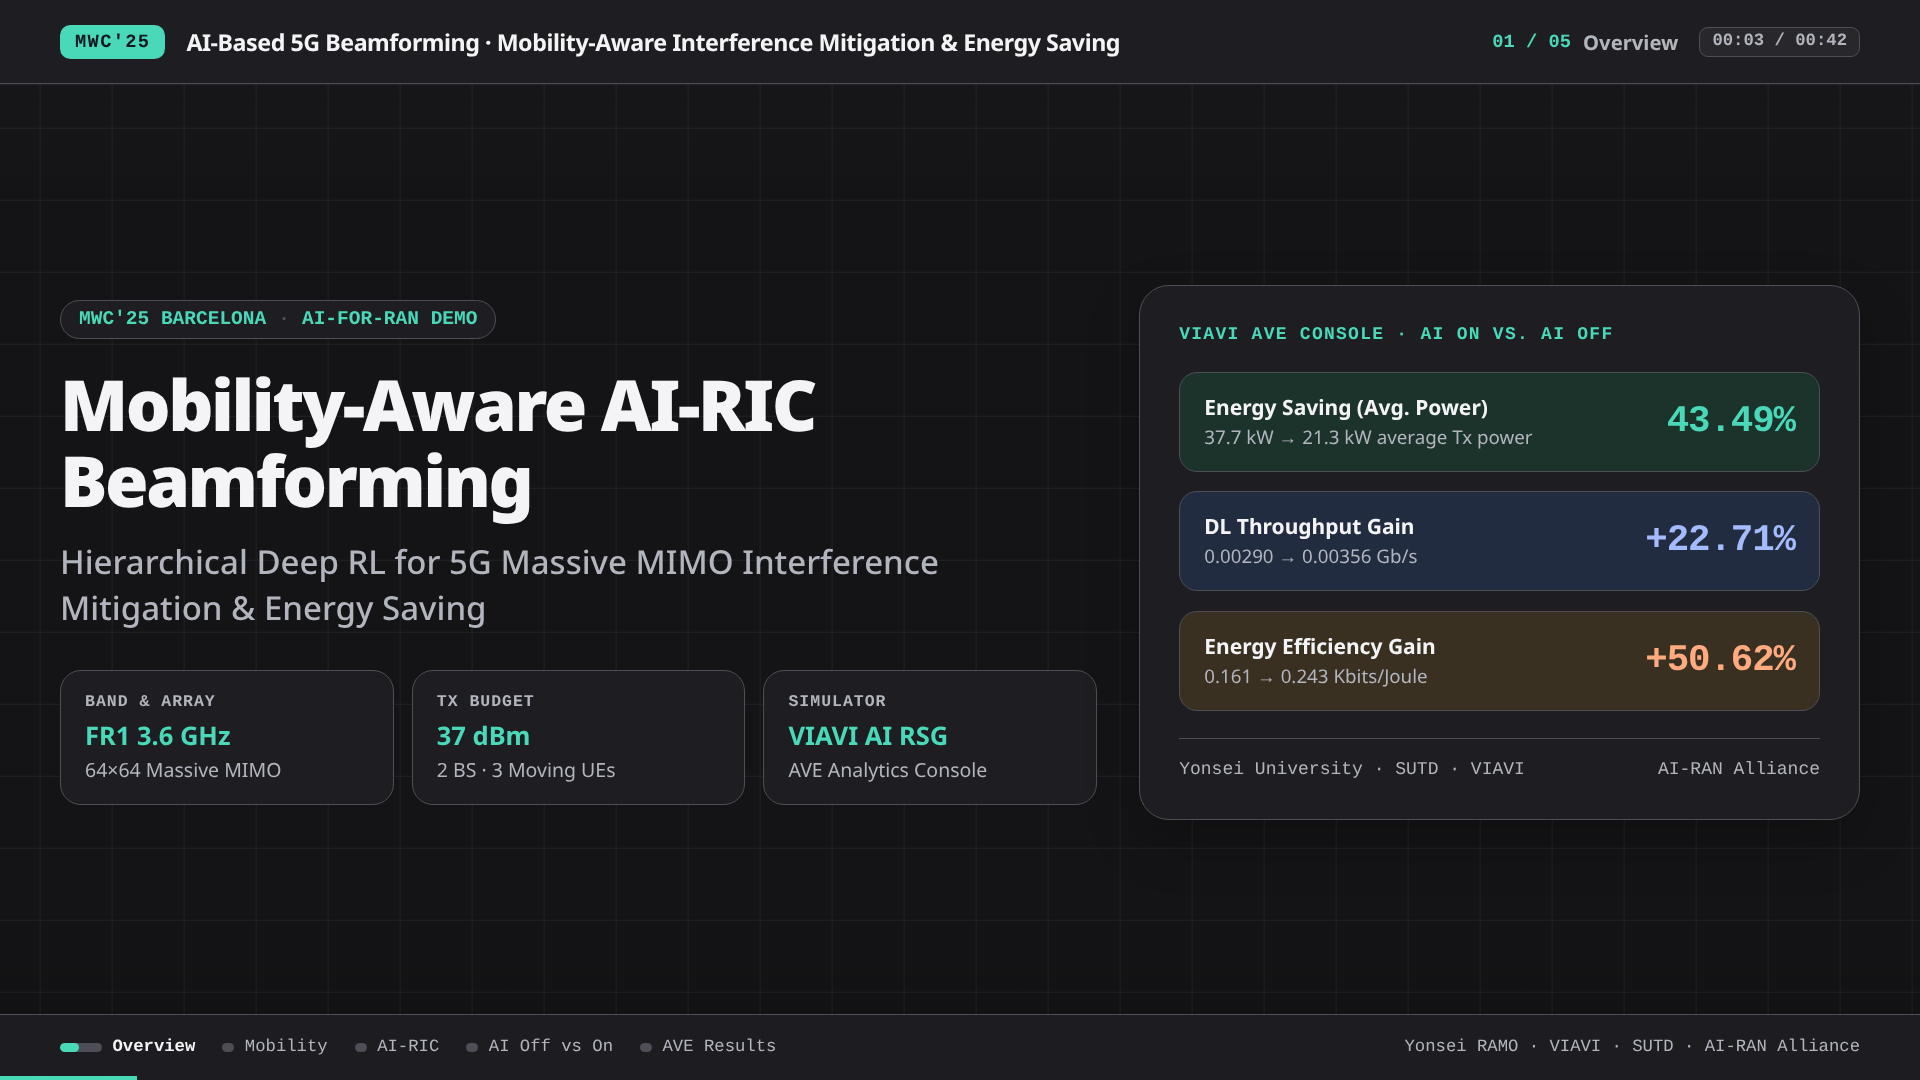 MWC'25
AI-Based 5G Beamforming · Mobility-Aware Interference Mitigation & Energy Saving
01 / 05 Overview
00:03 / 00:42
MWC'25 BARCELONA · AI-FOR-RAN DEMO
Mobility-Aware AI-RIC
Beamforming
Hierarchical Deep RL for 5G Massive MIMO Interference
Mitigation & Energy Saving
BAND & ARRAY
FR1 3.6 GHz
64×64 Massive MIMO
TX BUDGET
37 dBm
2 BS · 3 Moving UEs
SIMULATOR
VIAVI AI RSG
AVE Analytics Console
VIAVI AVE CONSOLE · AI ON VS. AI OFF
Energy Saving (Avg. Power)
37.7 kW → 21.3 kW average Tx power
43.49%
DL Throughput Gain
0.00290 → 0.00356 Gb/s
+22.71%
Energy Efficiency Gain
0.161 → 0.243 Kbits/Joule
+50.62%
Yonsei University · SUTD · VIAVI
AI-RAN Alliance
Overview
Mobility
AI-RIC
AI Off vs On
AVE Results
Yonsei RAMO · VIAVI · SUTD · AI-RAN Alliance